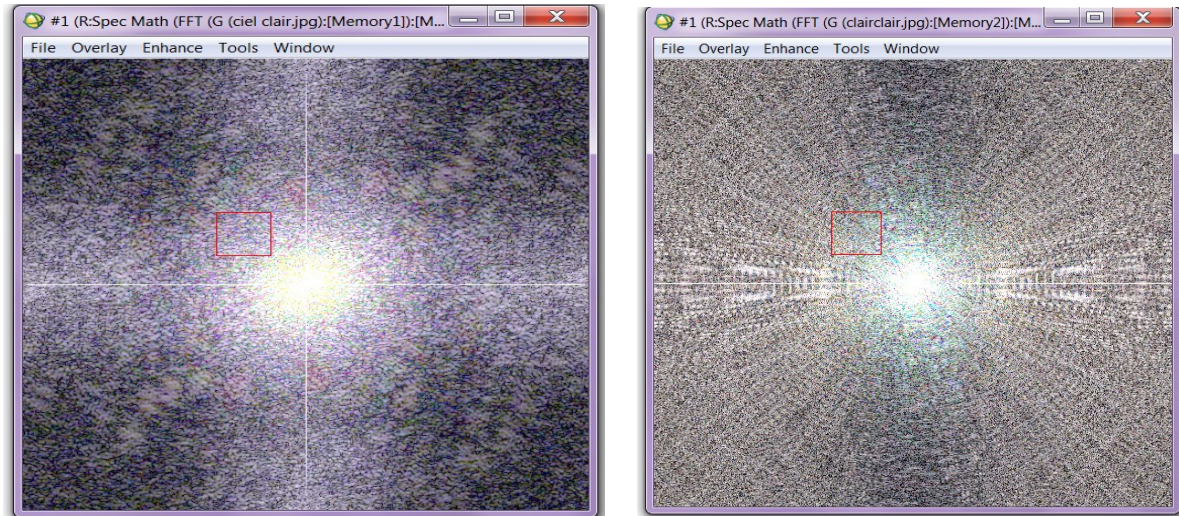 #1 (R:Spec Math (FFT (G (ciel clair.jpg):[Memory1]):[M...
File Overlay Enhance Tools Window
#1 (R:Spec Math (FFT (G (clairclair.jpg):[Memory2]):[M...
File Overlay Enhance Tools Window